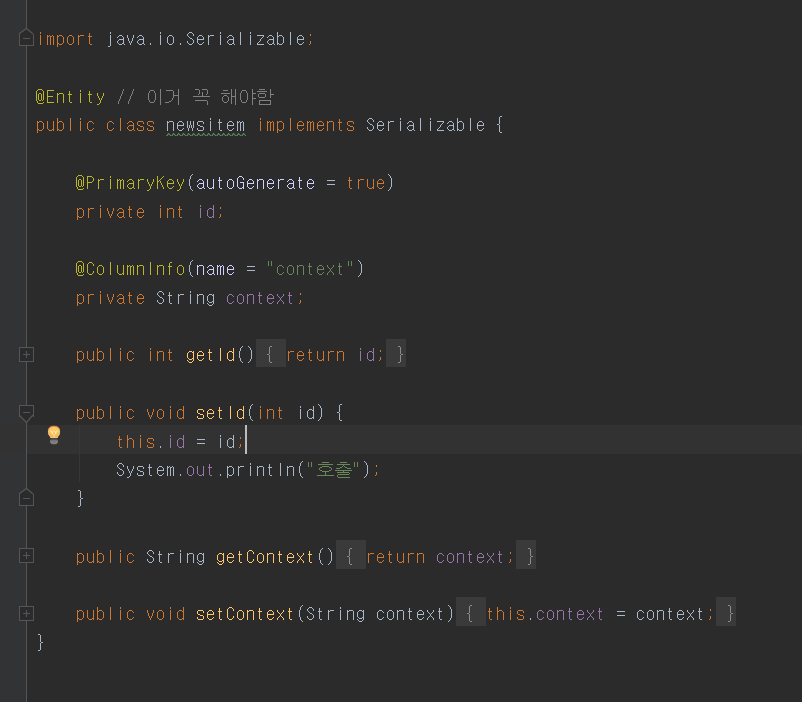 import java.io.Serializable;
@Entity // 이거 꼭 해야함
public class newsitem implements Serializable {
@PrimaryKey(autoGenerate = true)
private int id;
@ColumnInfo(name = "context")
private String context;
public int getId() { return id; }
public void setId(int id) {
this.id = id;
System.out.println("호출");
}
public String getContext() { return context; }
public void setContext(String context) { this.context = context; }
}